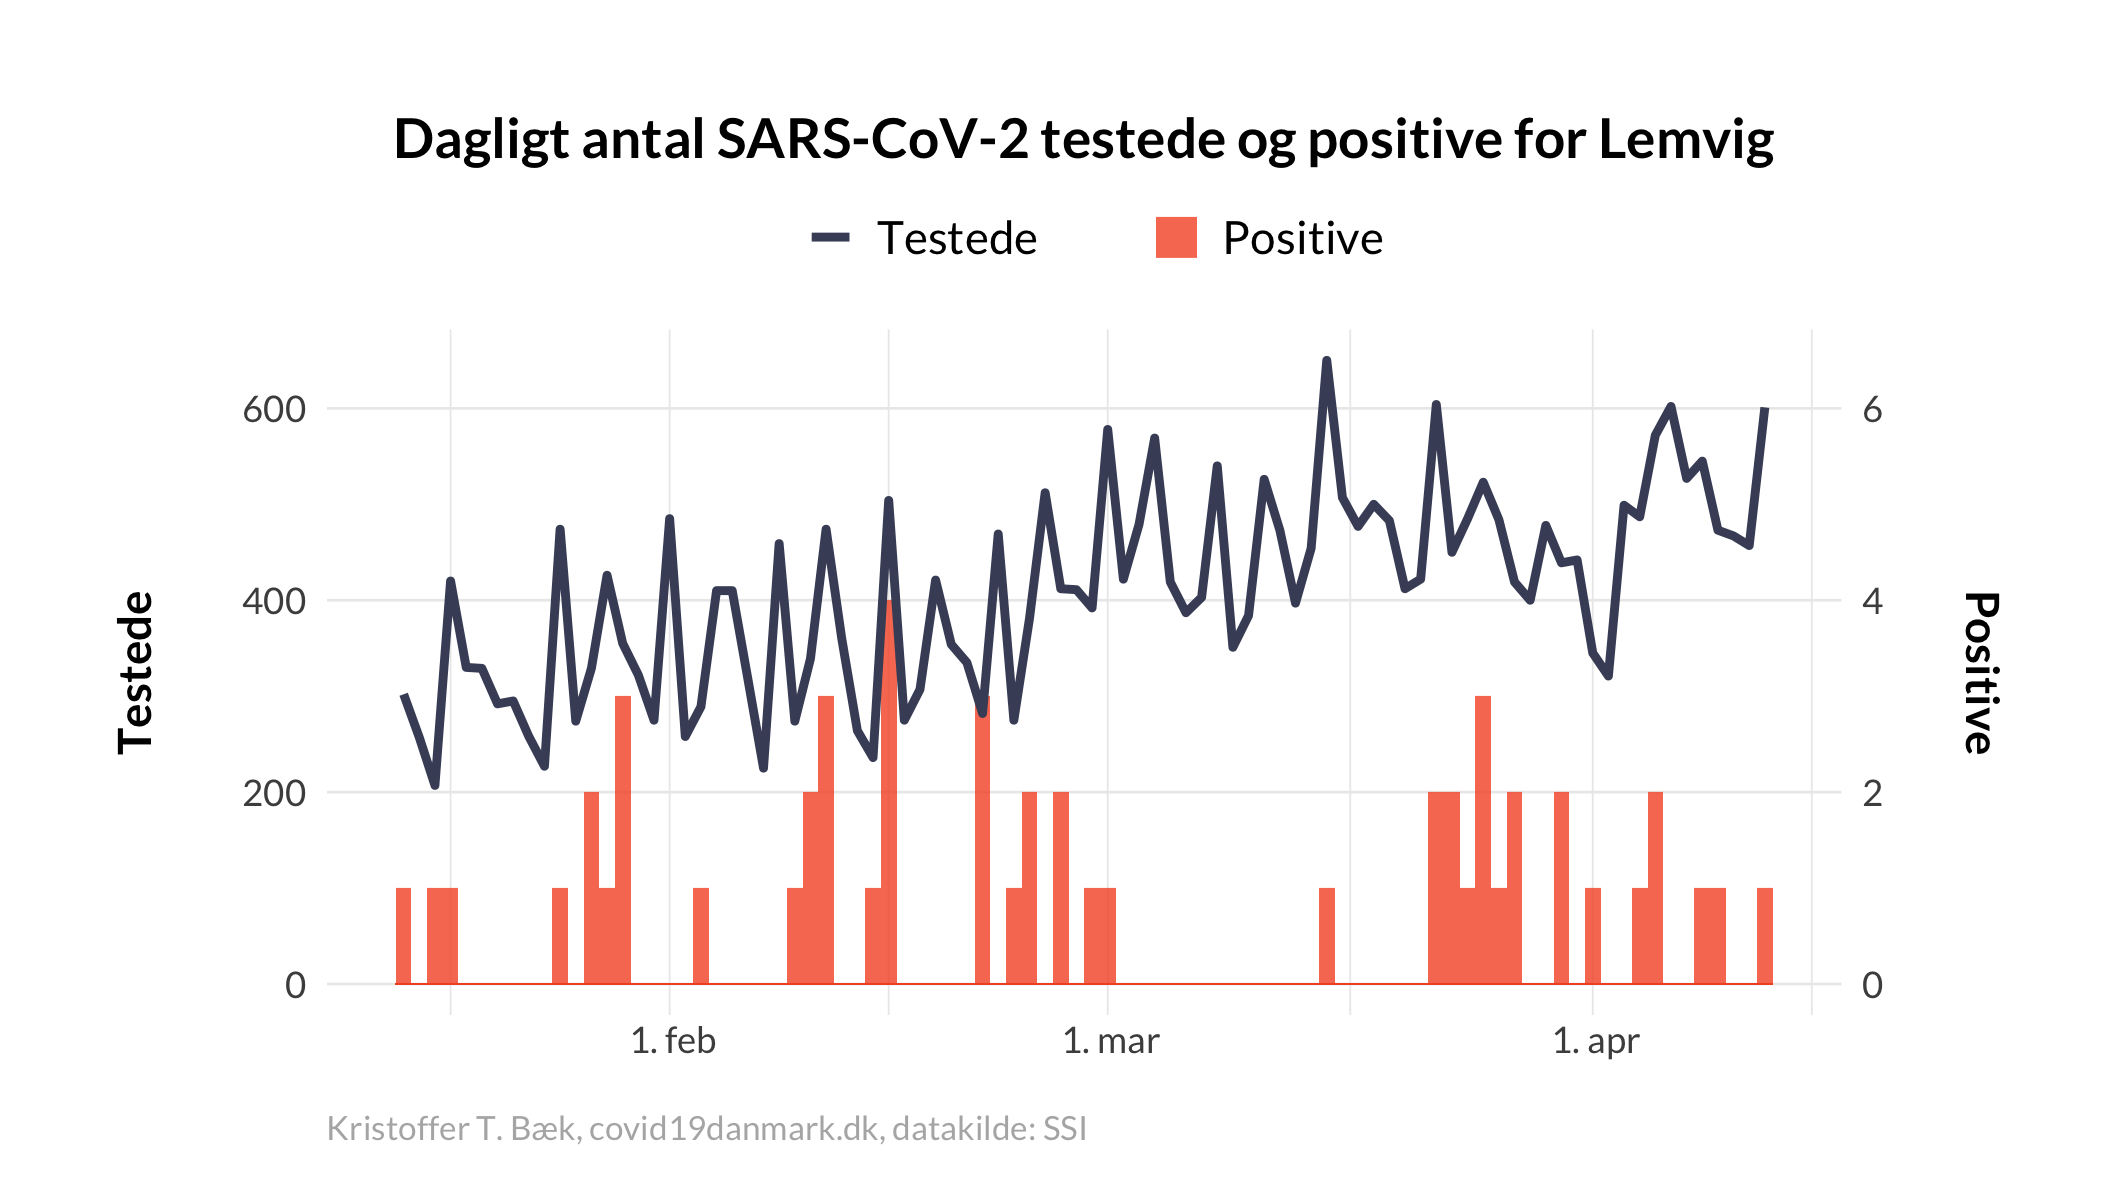 Dagligt antal SARS-CoV-2 testede og positive for Lemvig
Testede
Positive
600
400
200
0
6
4
2
0
Testede
Positive
1. feb
1. mar
1. apr
Kristoffer T. Bæk, covid19danmark.dk, datakilde: SSI